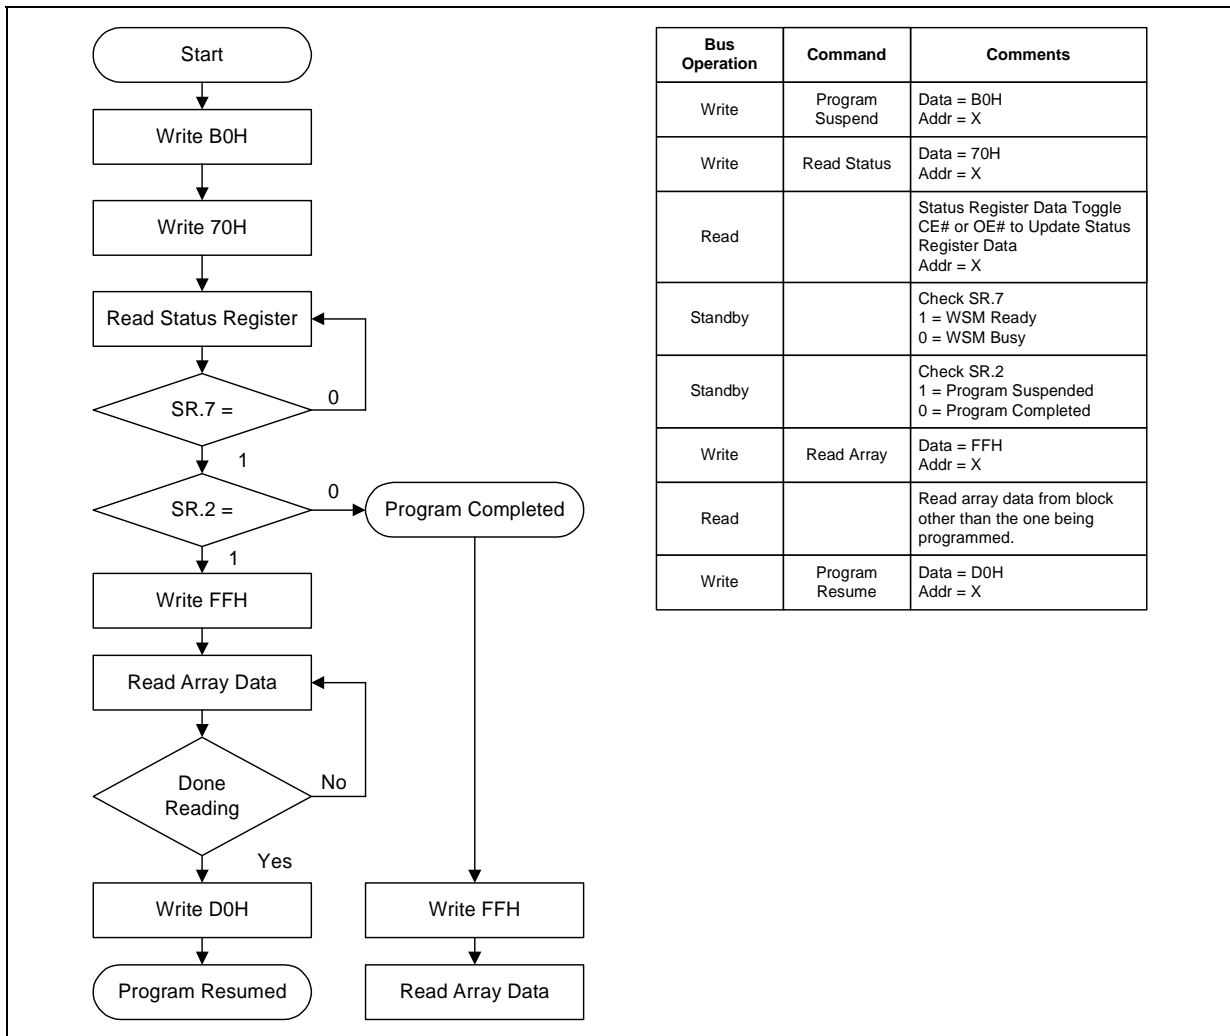 Start
Write B0H
Write 70H
Read Status Register
SR.7 =
0
1
SR.2 =
0
Program Completed
1
Write FFH
Read Array Data
Done
Reading
No
Yes
Write D0H
Write FFH
Program Resumed
Read Array Data
Bus
Operation
Command
Comments
Write
Program
Suspend
Data = B0H
Addr = X
Write
Read Status
Data = 70H
Addr = X
Read
Status Register Data Toggle
CE# or OE# to Update Status
Register Data
Addr = X
Standby
Check SR.7
1 = WSM Ready
0 = WSM Busy
Standby
Check SR.2
1 = Program Suspended
0 = Program Completed
Write
Read Array
Data = FFH
Addr = X
Read
Read array data from block
other than the one being
programmed.
Write
Program
Resume
Data = D0H
Addr = X